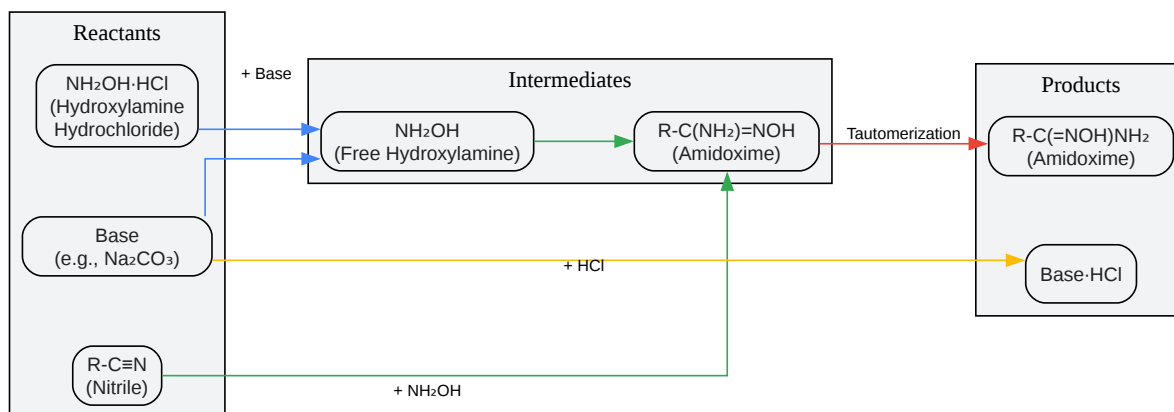 Reactants
NH₂OH·HCl
(Hydroxylamine
Hydrochloride)
Base
(e.g., Na₂CO₃)
R-C≡N
(Nitrile)
+ Base
Intermediates
NH₂OH
(Free Hydroxylamine)
R-C(NH₂)=NOH
(Amidoxime)
Tautomerization
+ HCl
+ NH₂OH
Products
R-C(=NOH)NH₂
(Amidoxime)
Base·HCl